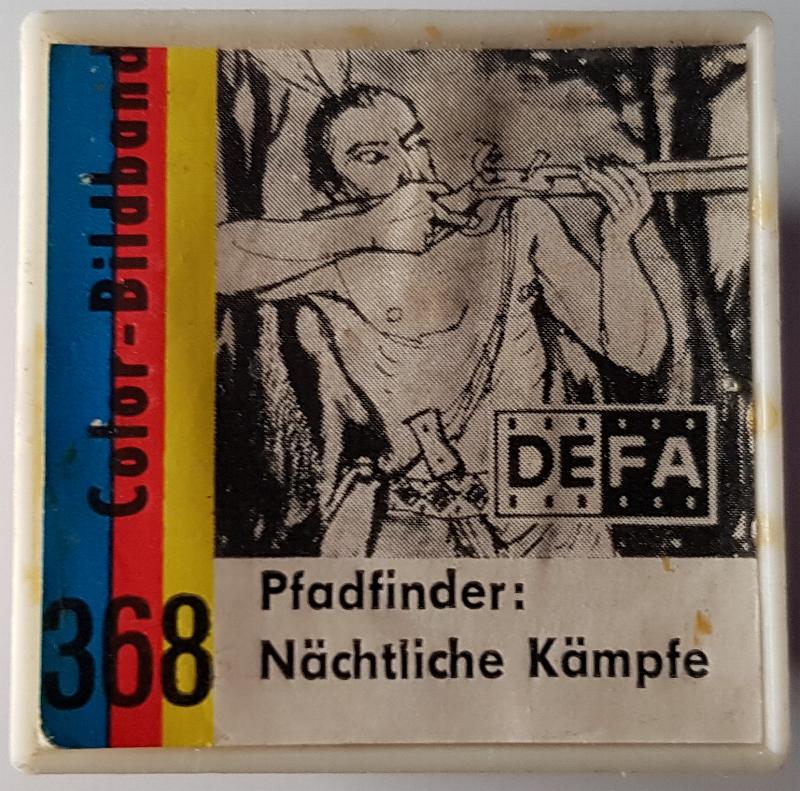 Color-Bildband
368
DEFA
Pfadfinder:
Nächtliche Kämpfe